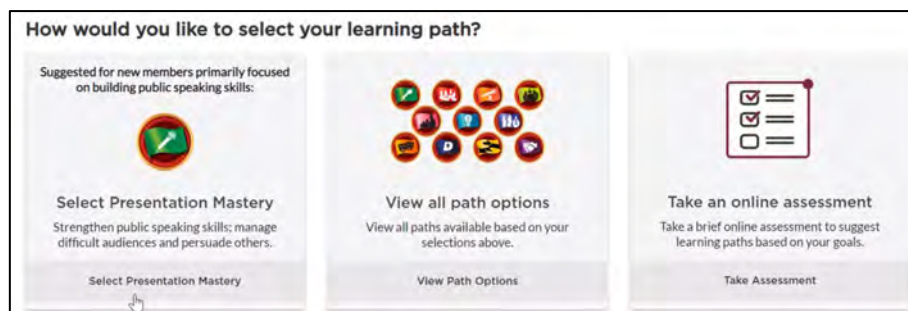 How would you like to select your learning path?
Suggested for new members primarily focused
on building public speaking skills:
Select Presentation Mastery
Strengthen public speaking skills; manage
difficult audiences and persuade others.
Select Presentation Mastery
View all path options
View all paths available based on your
selections above.
View Path Options
Take an online assessment
Take a brief online assessment to suggest
learning paths based on your goals.
Take Assessment